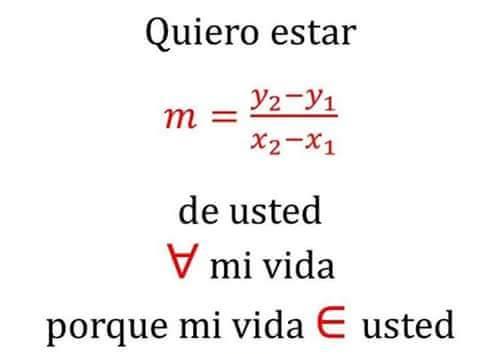 Quiero estar
m = y₂−y₁ / x₂−x₁
de usted
∀ mi vida
porque mi vida ∈ usted